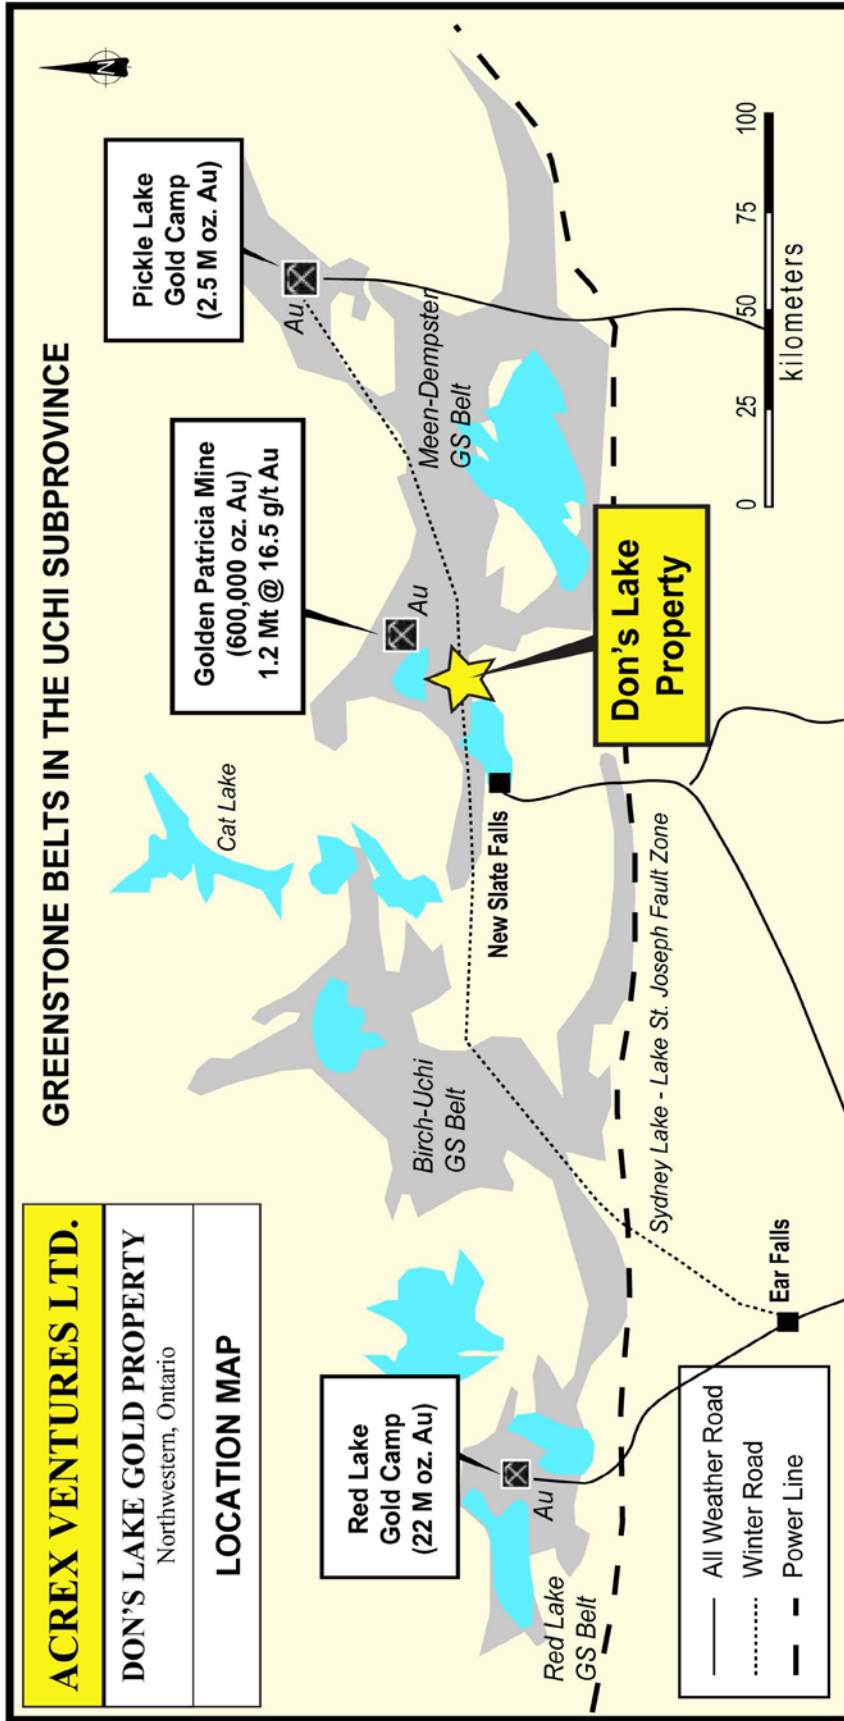 ACREX VENTURES LTD.
DON'S LAKE GOLD PROPERTY
Northwestern, Ontario
LOCATION MAP
GREENSTONE BELTS IN THE UCHI SUBPROVINCE
N
Cat Lake
Pickle Lake
Gold Camp
(2.5 M oz. Au)
Au
Golden Patricia Mine
(600,000 oz. Au)
1.2 Mt @ 16.5 g/t Au
Au
Meen-Dempster
GS Belt
Birch-Uchi
GS Belt
Red Lake
Gold Camp
(22 M oz. Au)
Au
Red Lake
GS Belt
New Slate Falls
Don's Lake
Property
Sydney Lake - Lake St. Joseph Fault Zone
Ear Falls
All Weather Road
Winter Road
Power Line
0 25 50 75 100
kilometers